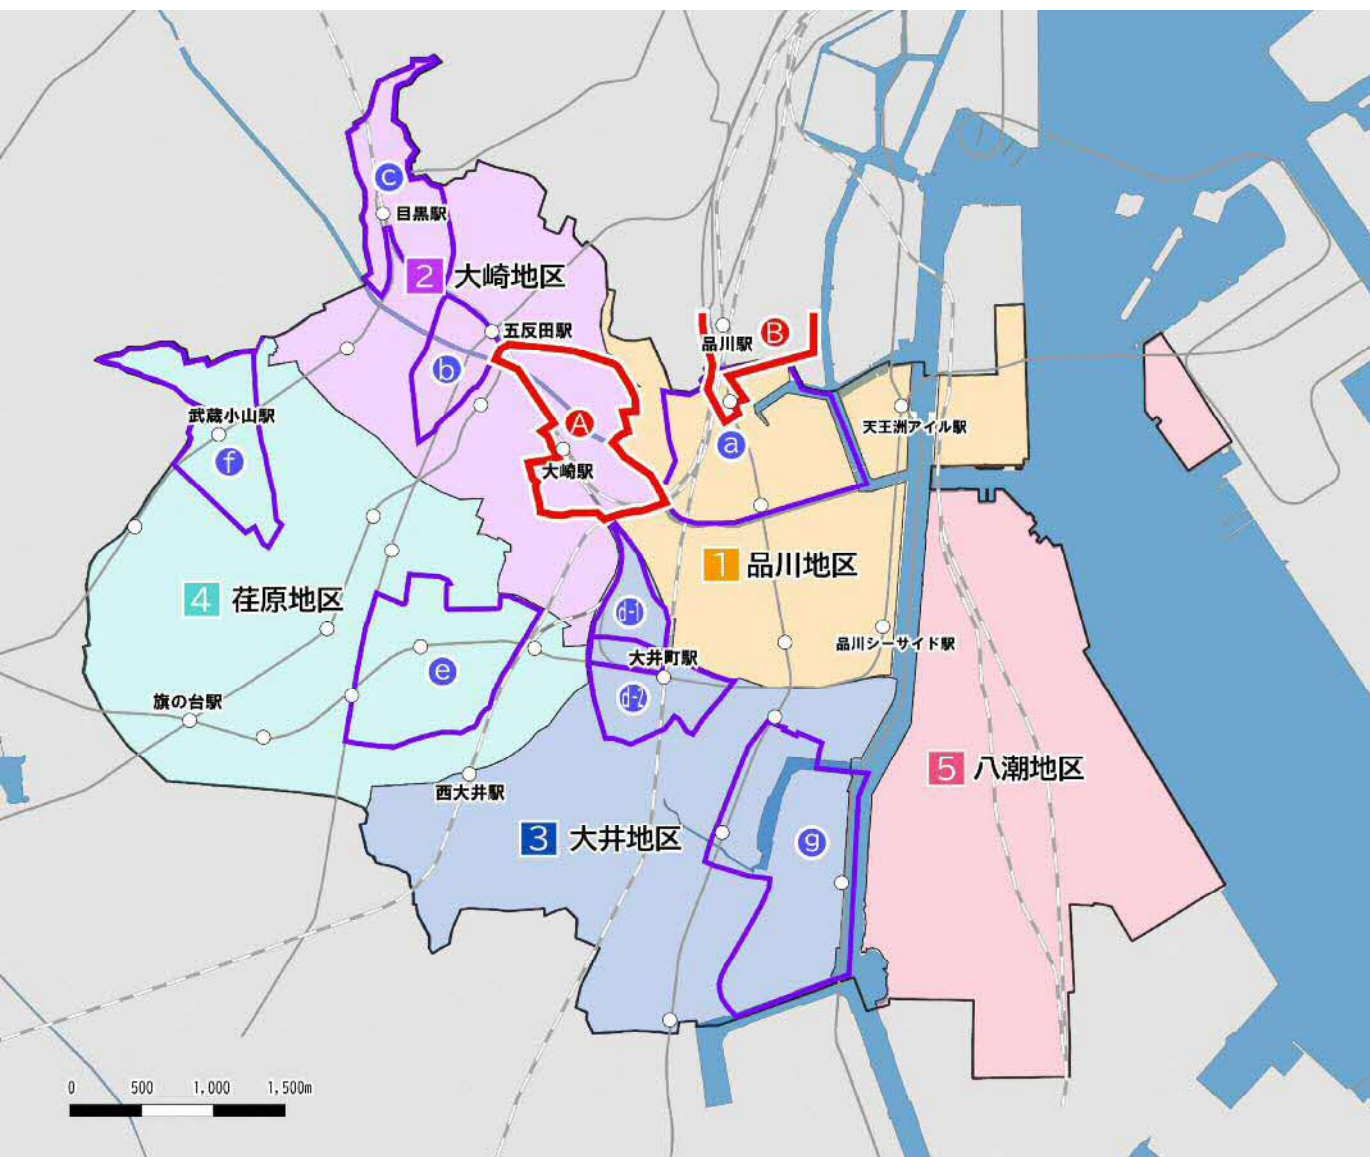 c
目黒駅
2 大崎地区
五反田駅
品川駅
B
b
武蔵小山駅
A
天王洲アイル駅
a
f
大崎駅
1 品川地区
4 荏原地区
d-1
品川シーサイド駅
大井町駅
e
d-2
旗の台駅
5 八潮地区
西大井駅
3 大井地区
g
0 500 1,000 1,500m